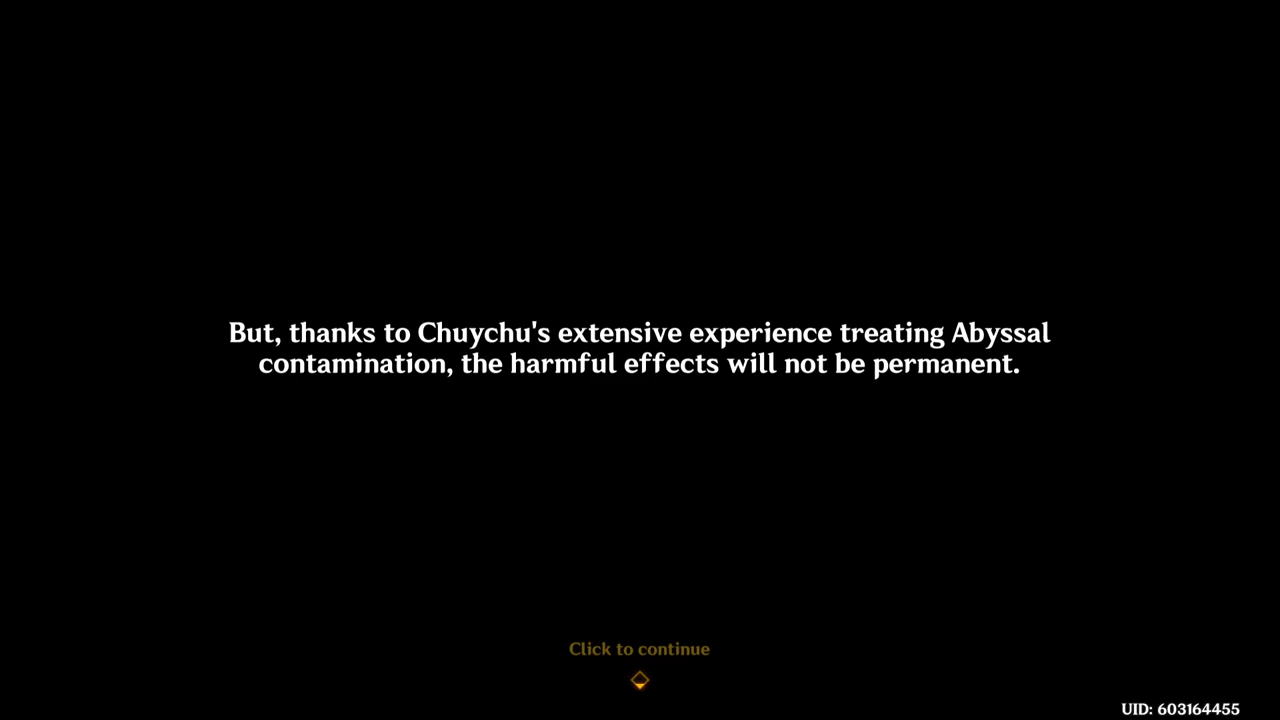 But, thanks to Chuychu's extensive experience treating Abyssal
contamination, the harmful effects will not be permanent.
Click to continue
UID: 603164455